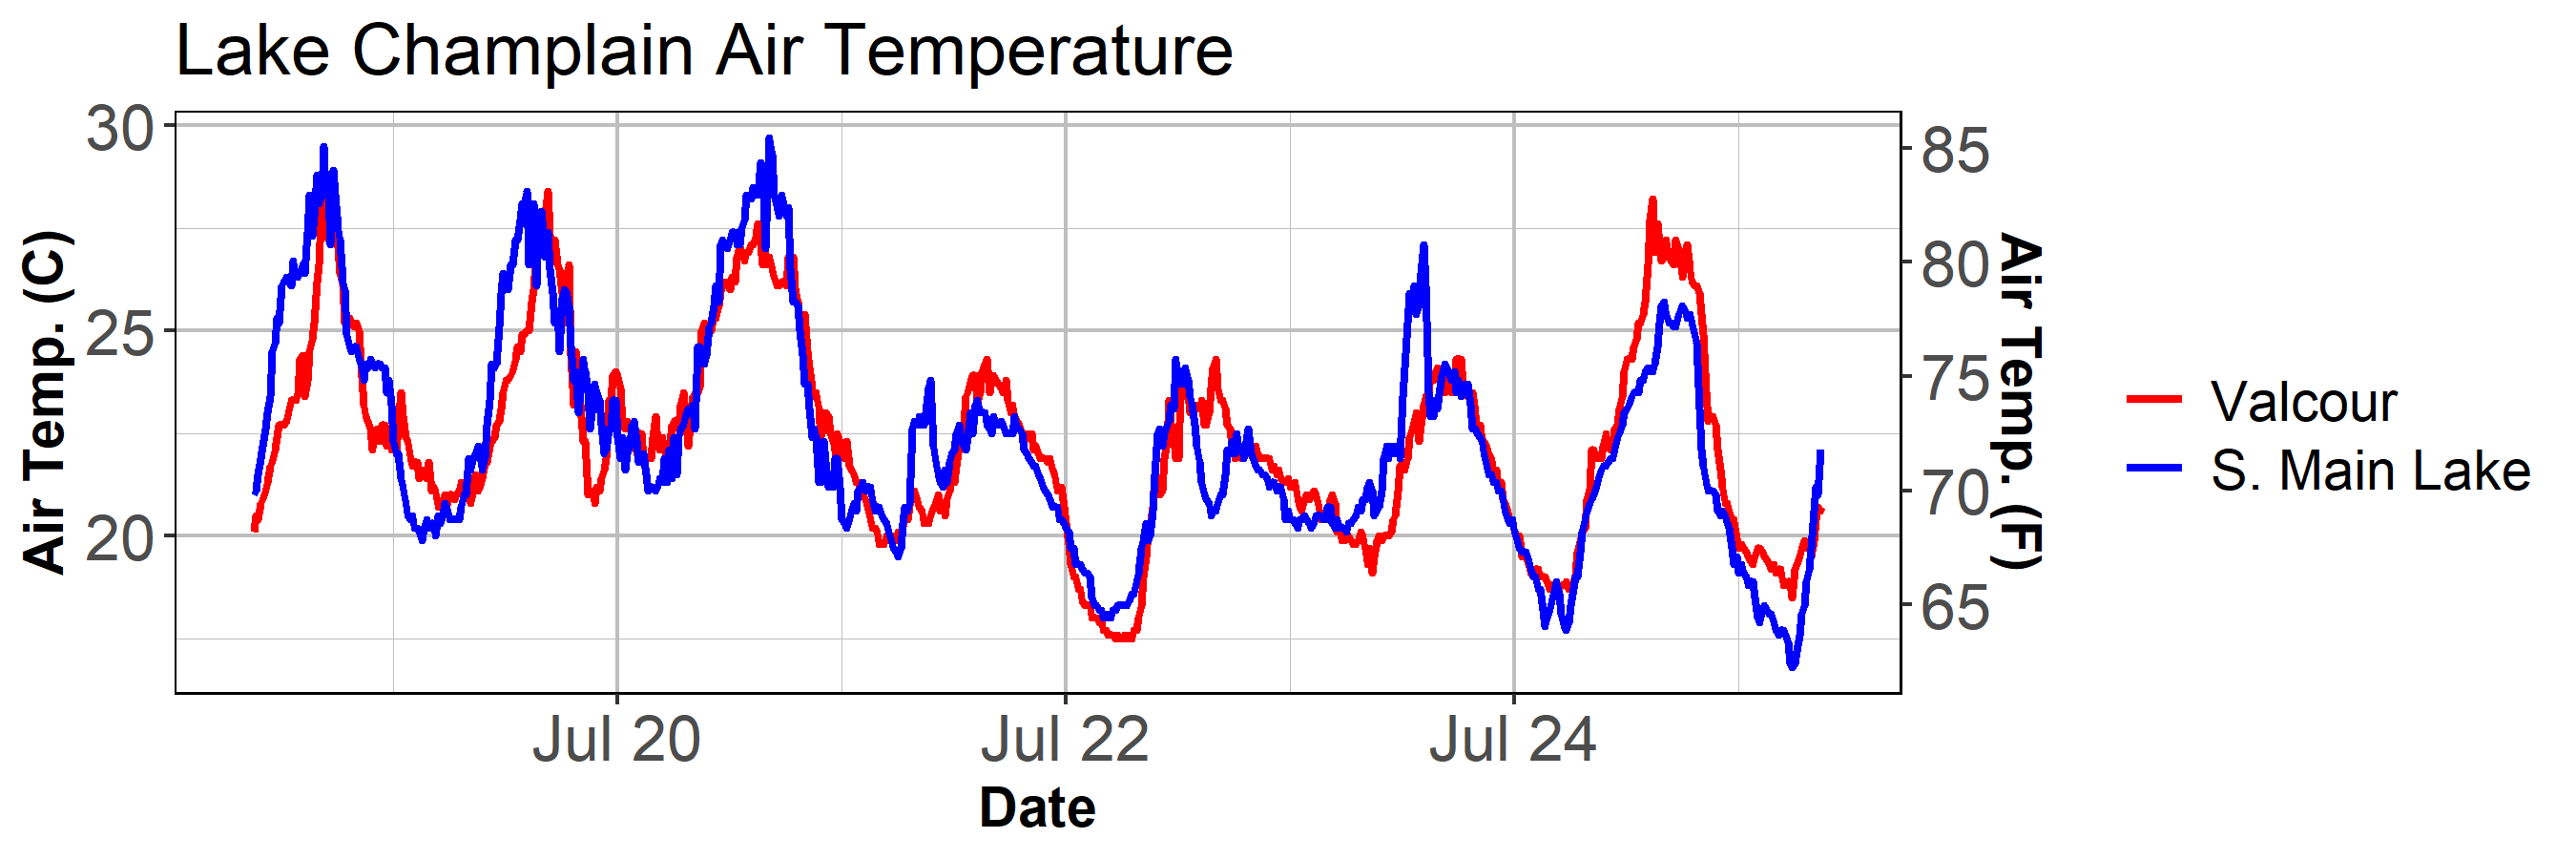 Lake Champlain Air Temperature
30
25
20
Air Temp. (C)
85
80
75
70
65
Air Temp. (F)
Jul 20
Jul 22
Jul 24
Date
Valcour
S. Main Lake